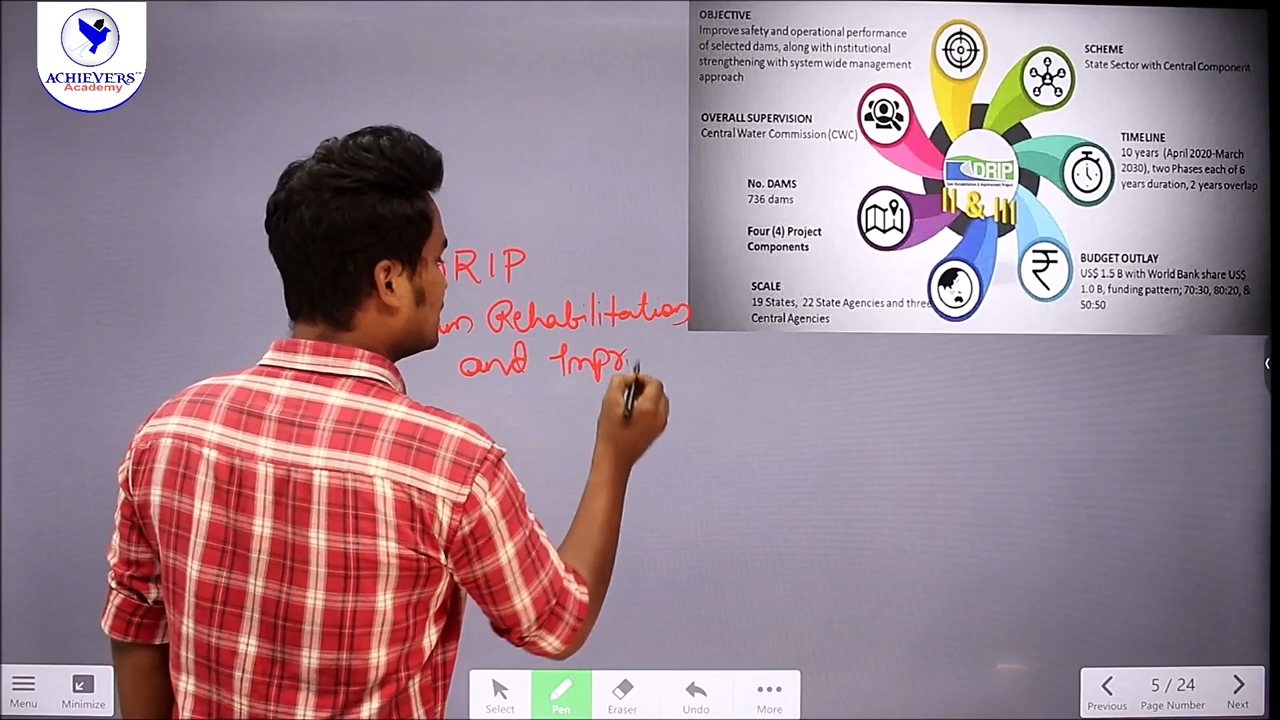 ACHIEVERS™
Academy
OBJECTIVE
Improve safety and operational performance
of selected dams, along with institutional
strengthening with system wide management
approach
SCHEME
State Sector with Central Component
OVERALL SUPERVISION
Central Water Commission (CWC)
TIMELINE
10 years (April 2020-March
2030), two Phases each of 6
years duration, 2 years overlap
No. DAMS
736 dams
DRIP
Dam Rehabilitation & Improvement Project
II & III
Four (4) Project
Components
BUDGET OUTLAY
US$ 1.5 B with World Bank share US$
1.0 B, funding pattern; 70:30, 80:20, &
50:50
SCALE
19 States, 22 State Agencies and three
Central Agencies
RIP
Rehabilitation
and Impr
Menu
Minimize
Select
Pen
Eraser
Undo
More
Previous
5 / 24
Page Number
Next